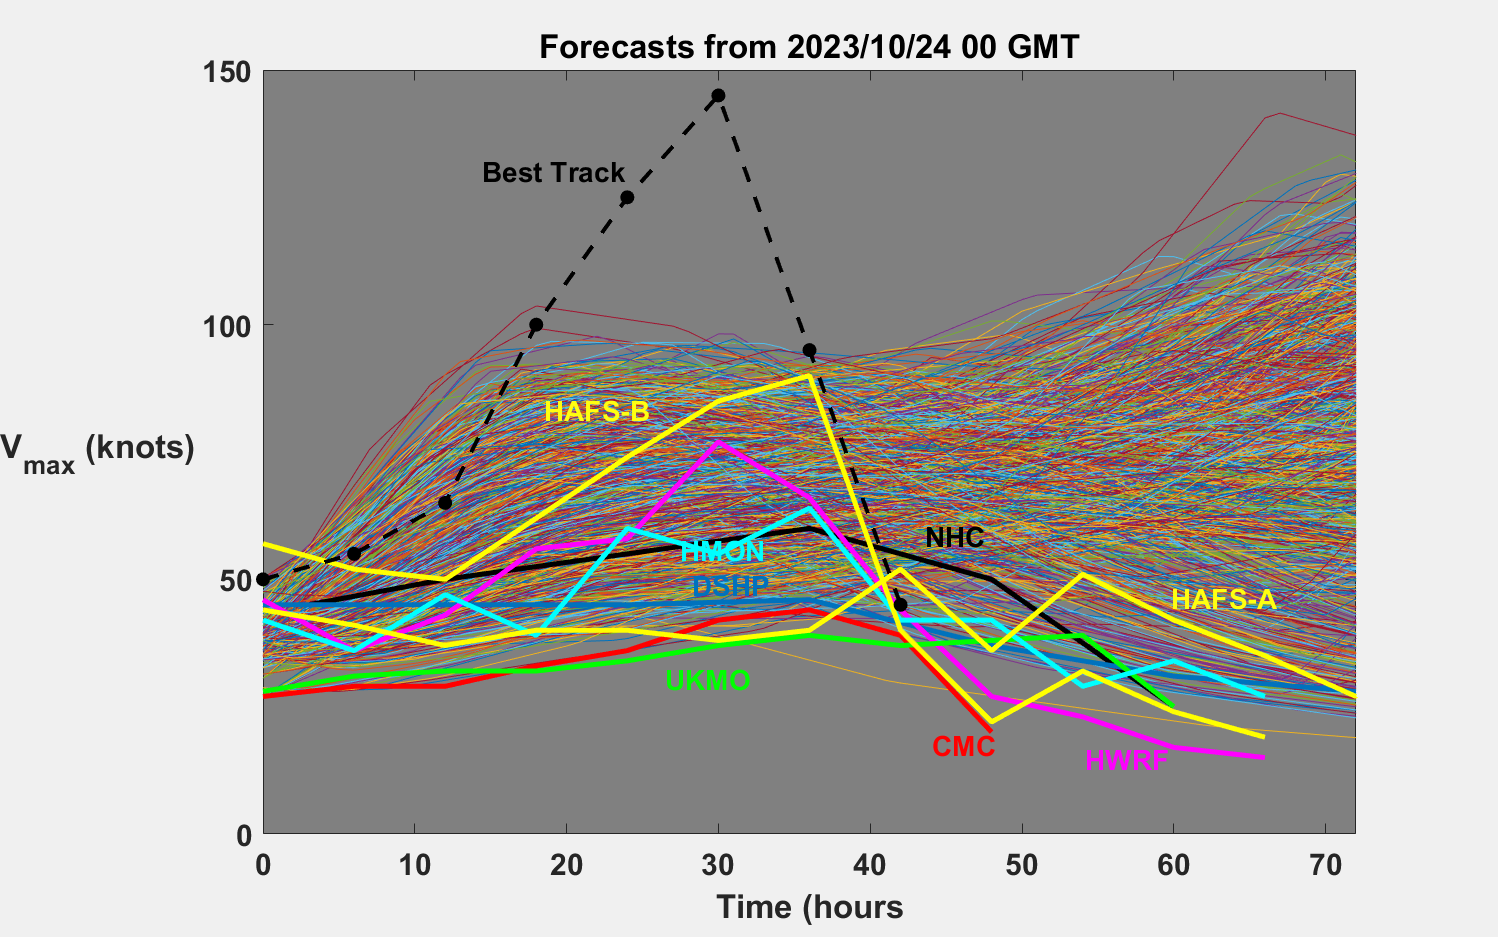 Forecasts from 2023/10/24 00 GMT
150
Best Track
100
HAFS-B
Vmax (knots)
NHC
HMON
50
DSHP
HAFS-A
UKMO
CMC
HWRF
0
0 10 20 30 40 50 60 70
Time (hours